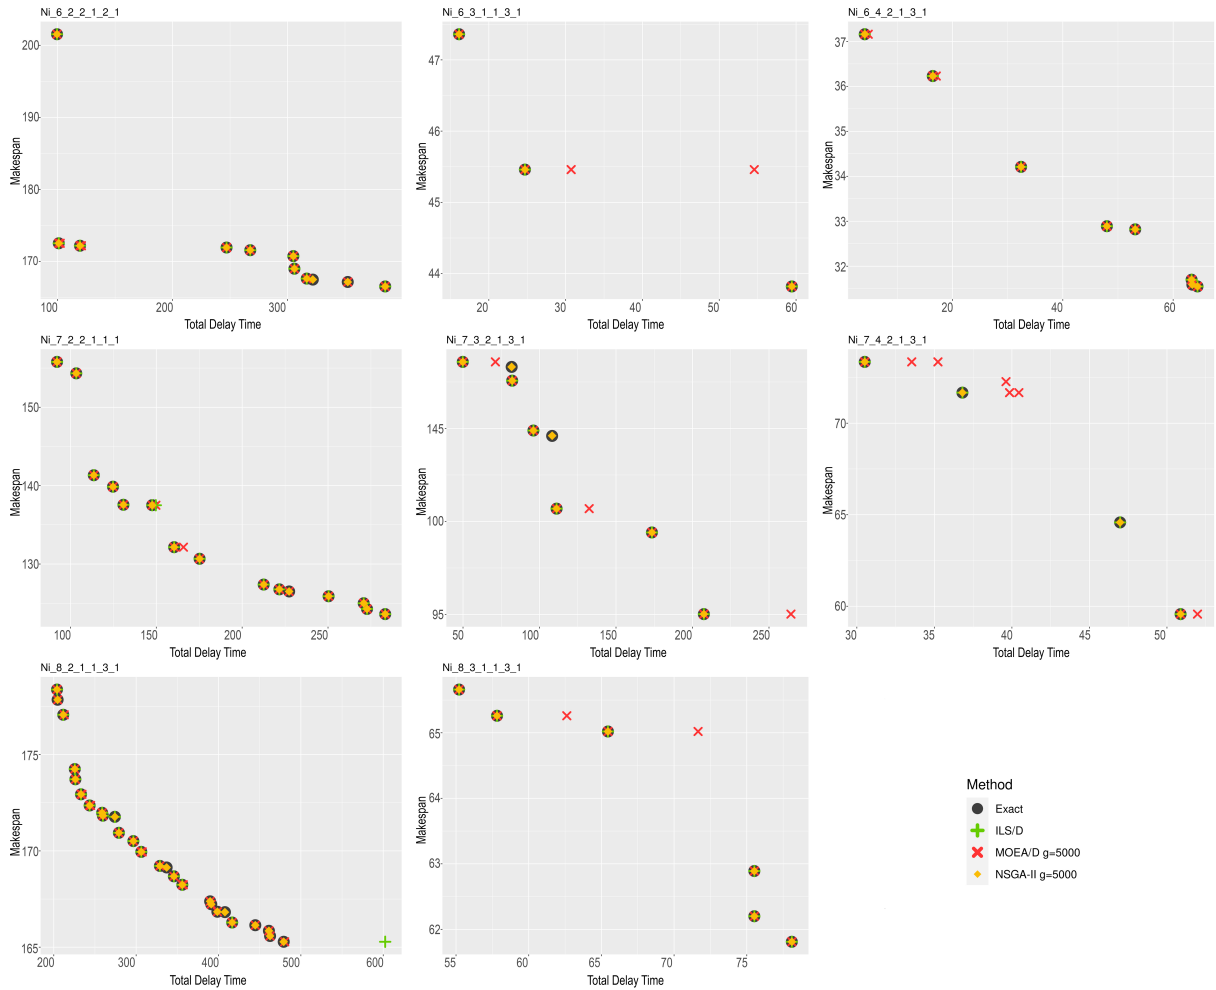 Ni_6_2_2_1_2_1
Makespan
200
190
180
170
100
200
300
Total Delay Time
Ni_6_3_1_1_3_1
Makespan
47
46
45
44
20
30
40
50
60
Total Delay Time
Ni_6_4_2_1_3_1
Makespan
37
36
35
34
33
32
20
40
60
Total Delay Time
Ni_7_2_2_1_1_1
Makespan
150
140
130
100
150
200
250
Total Delay Time
Ni_7_3_2_1_3_1
Makespan
145
100
95
50
100
150
200
250
Total Delay Time
Ni_7_4_2_1_3_1
Makespan
70
65
60
30
35
40
45
50
Total Delay Time
Ni_8_2_1_1_3_1
Makespan
175
170
165
200
300
400
500
600
Total Delay Time
Ni_8_3_1_1_3_1
Makespan
65
64
63
62
55
60
65
70
75
Total Delay Time
Method
Exact
ILS/D
MOEA/D g=5000
NSGA-II g=5000